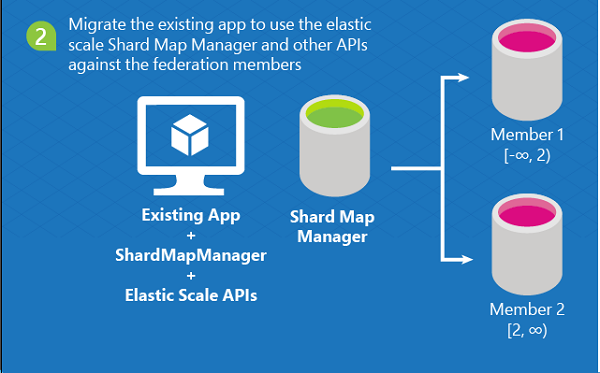 2
Migrate the existing app to use the elastic
scale Shard Map Manager and other APIs
against the federation members
Existing App
+
ShardMapManager
+
Elastic Scale APIs
Shard Map
Manager
Member 1
[-∞, 2)
Member 2
[2, ∞)